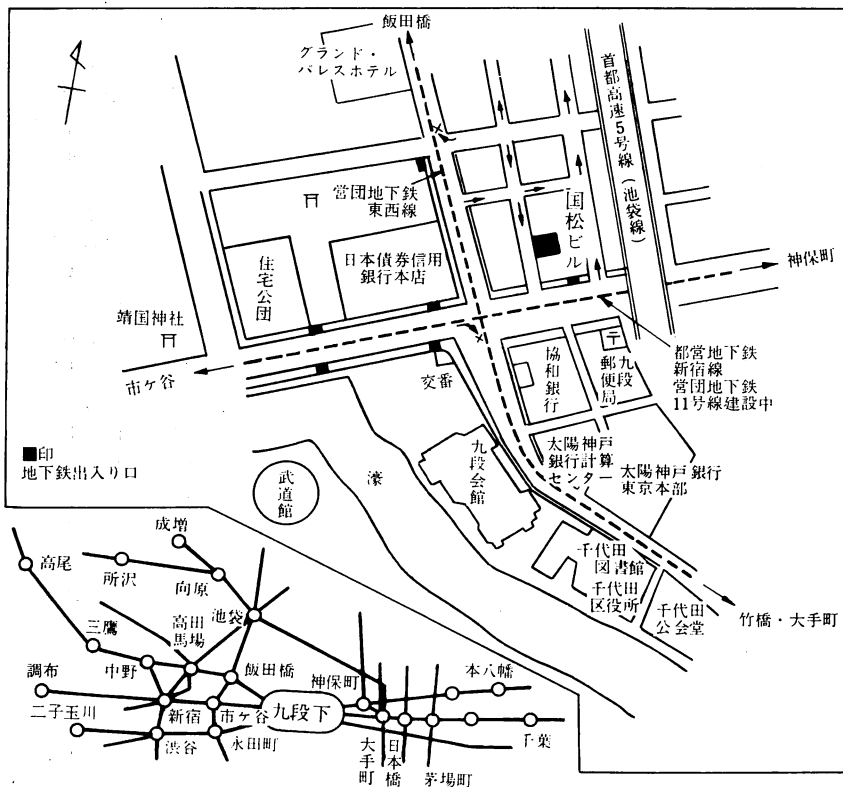 飯田橋
グランド・
パレスホテル
首都高速5号線(池袋線)
営団地下鉄
東西線
国松ビル
住宅公団
日本債券信用
銀行本店
神保町
靖国神社
市ヶ谷
交番
協和銀行
〒
九段
郵便局
都営地下鉄
新宿線
営団地下鉄
11号線建設中
■印
地下鉄出入り口
武道館
濠
九段会館
太陽神戸
銀行計算
センター
太陽神戸銀行
東京本部
千代田
図書館
千代田
区役所
千代田
公会堂
竹橋・大手町
成増
高尾
所沢
向原
池袋
高田
馬場
三鷹
中野
飯田橋
調布
新宿
市ヶ谷
九段下
神保町
本八幡
二子玉川
渋谷
永田町
大手町
日本橋
茅場町
千葉